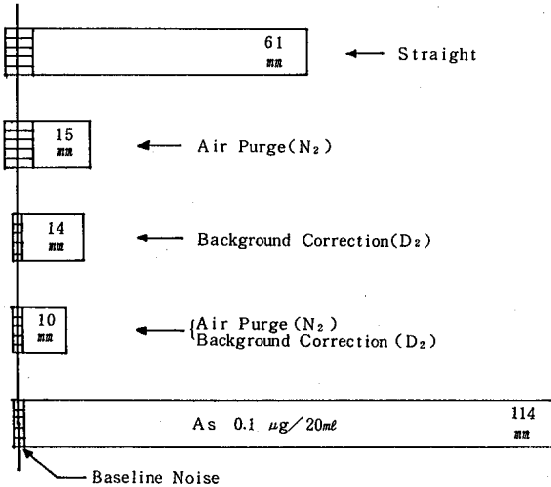 61
mm
Straight
15
mm
Air Purge(N₂)
14
mm
Background Correction(D₂)
10
mm
Air Purge (N₂)
Background Correction (D₂)
As 0.1 μg/20ml
114
mm
Baseline Noise